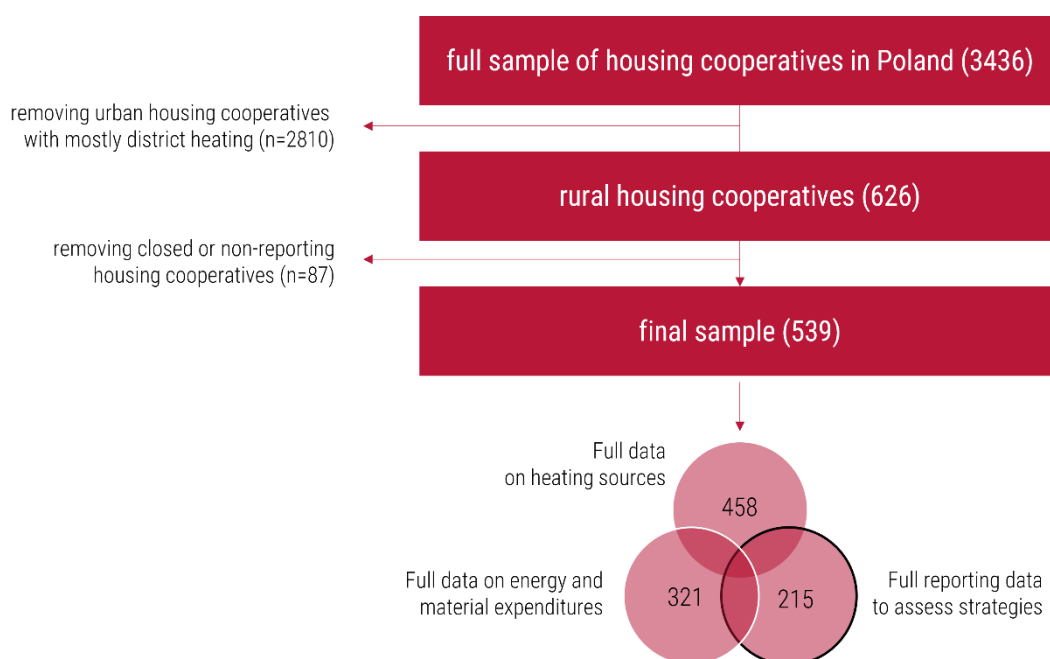 full sample of housing cooperatives in Poland (3436)
removing urban housing cooperatives
with mostly district heating (n=2810)
rural housing cooperatives (626)
removing closed or non-reporting
housing cooperatives (n=87)
final sample (539)
Full data
on heating sources
458
Full data on energy and
material expenditures
321
215
Full reporting data
to assess strategies